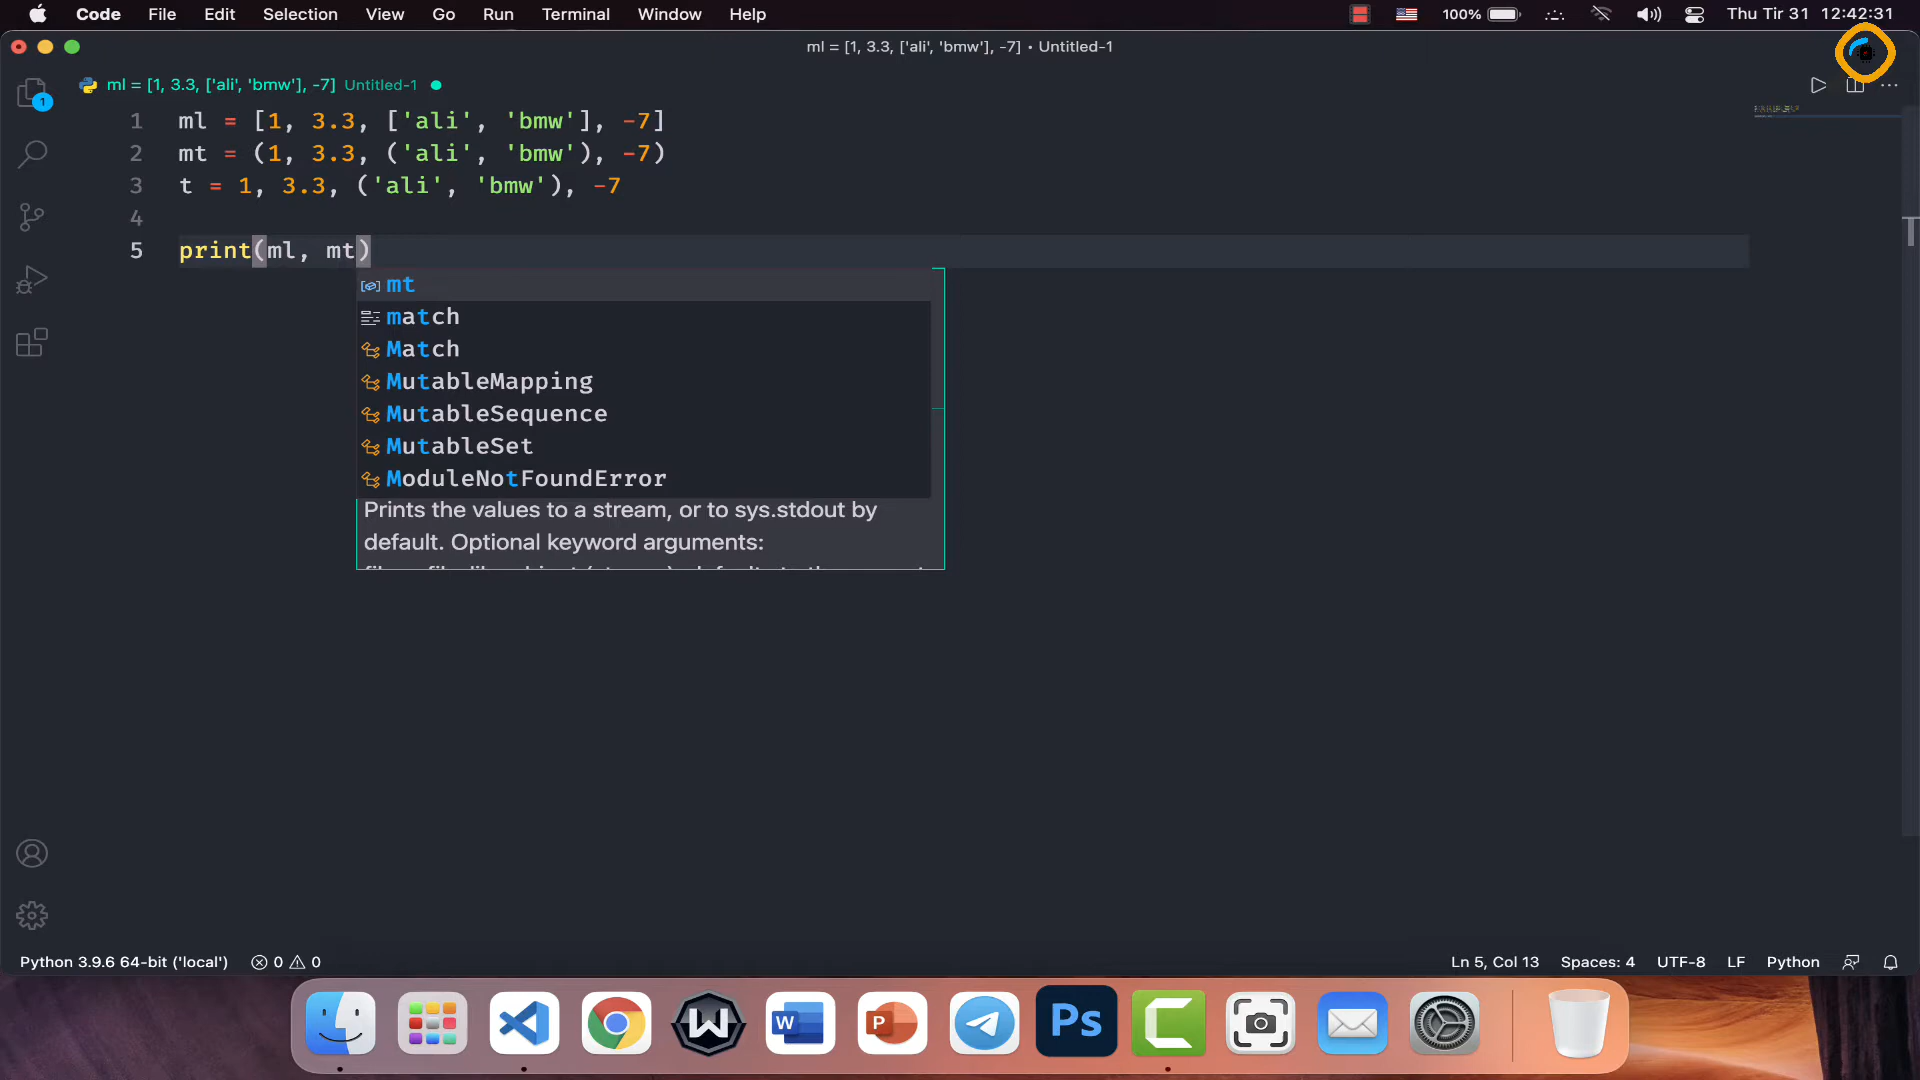 Code File Edit Selection View Go Run Terminal Window Help 100% Thu Tir 31 12:42:31
ml = [1, 3.3, ['ali', 'bmw'], -7] • Untitled-1
ml = [1, 3.3, ['ali', 'bmw'], -7] Untitled-1
1 ml = [1, 3.3, ['ali', 'bmw'], -7]
2 mt = (1, 3.3, ('ali', 'bmw'), -7)
3 t = 1, 3.3, ('ali', 'bmw'), -7
4
5 print(ml, mt)
mt
match
Match
MutableMapping
MutableSequence
MutableSet
ModuleNotFoundError
Prints the values to a stream, or to sys.stdout by
default. Optional keyword arguments:
1
Python 3.9.6 64-bit ('local') 0 0 Ln 5, Col 13 Spaces: 4 UTF-8 LF Python
W W P Ps C